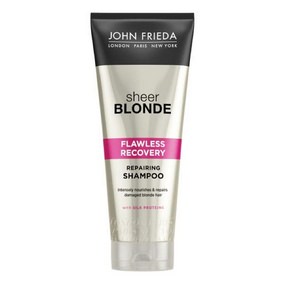 JOHN FRIEDA
LONDON PARIS NEW YORK
sheer
BLONDE
FLAWLESS
RECOVERY
REPAIRING
SHAMPOO
intensely nourishes & repairs
damaged blonde hair
with SILK PROTEINS